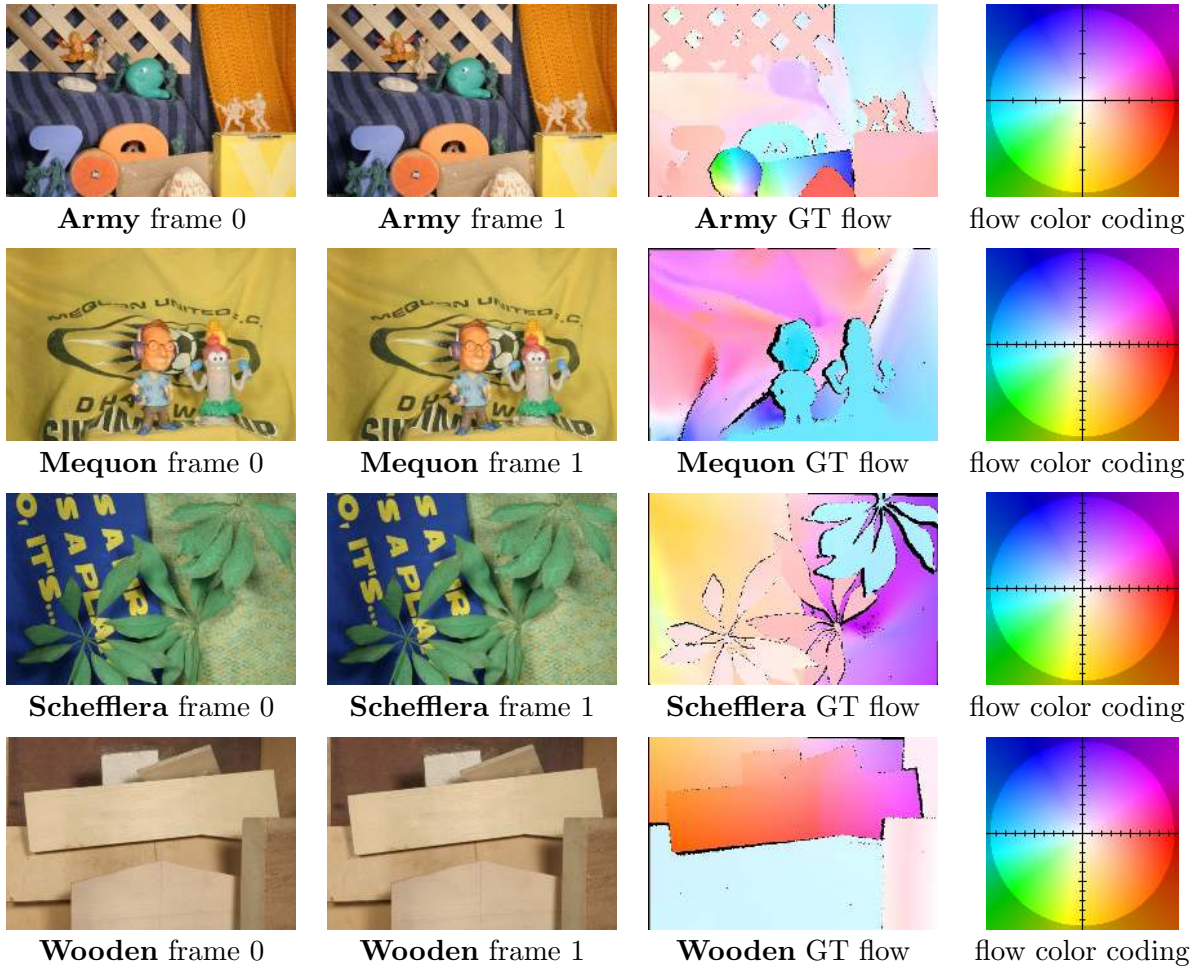 Army frame 0 Army frame 1 Army GT flow flow color coding
MEQUON UNITED S.C.
Mequon frame 0 Mequon frame 1 Mequon GT flow flow color coding
Schefflera frame 0 Schefflera frame 1 Schefflera GT flow flow color coding
Wooden frame 0 Wooden frame 1 Wooden GT flow flow color coding